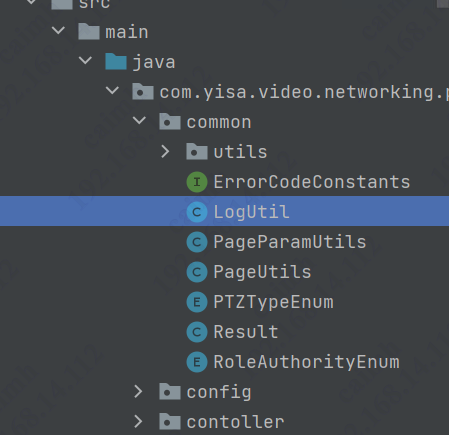 src
main
java
com.yisa.video.networking.p
common
utils
I ErrorCodeConstants
C LogUtil
C PageParamUtils
C PageUtils
E PTZTypeEnum
C Result
E RoleAuthorityEnum
config
contoller